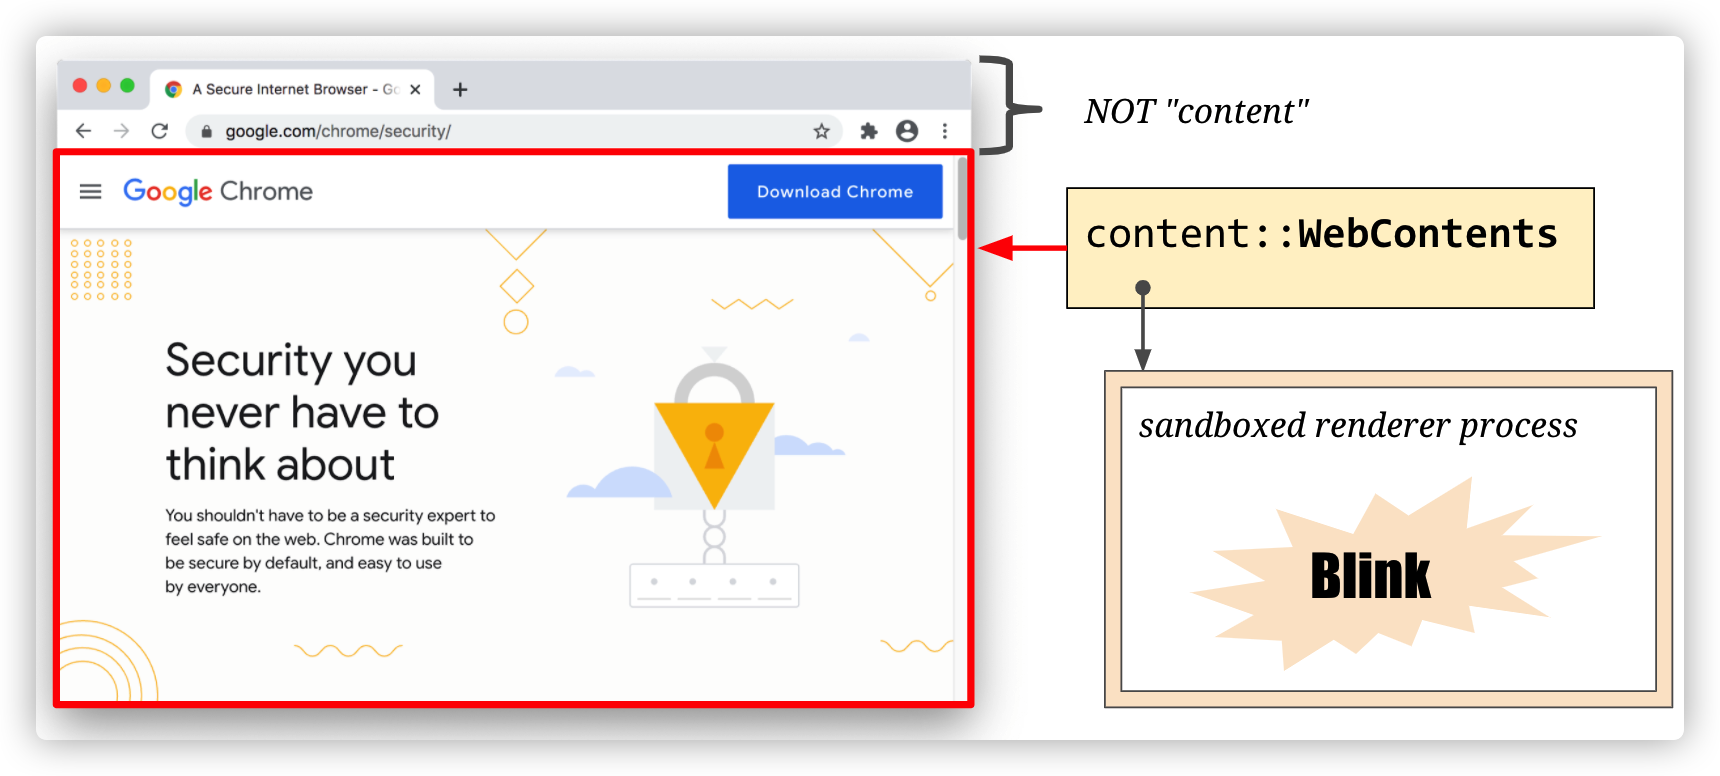 A Secure Internet Browser - Go
google.com/chrome/security/
NOT "content"
Google Chrome
Download Chrome
content::WebContents
Security you
never have to
think about
You shouldn't have to be a security expert to
feel safe on the web. Chrome was built to
be secure by default, and easy to use
by everyone.
sandboxed renderer process
Blink